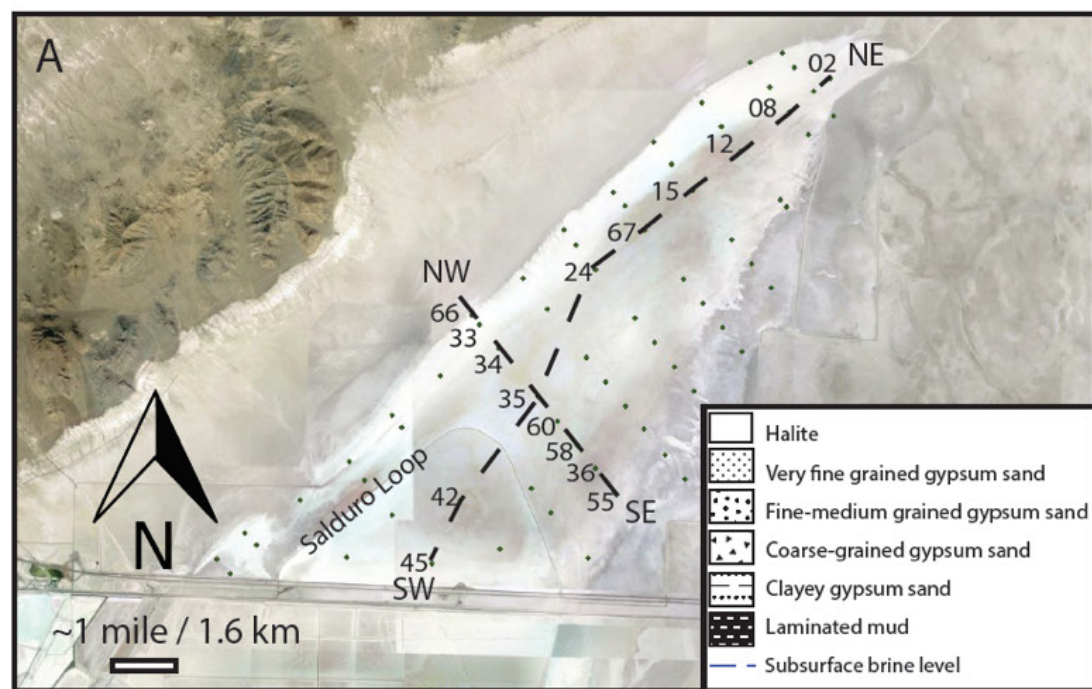 A
NE
02
08
12
15
67
24
NW
66
33
34
35
60
58
36
55
SE
Salduro Loop
42
45
SW
N
~1 mile / 1.6 km
Halite
Very fine grained gypsum sand
Fine-medium grained gypsum sand
Coarse-grained gypsum sand
Clayey gypsum sand
Laminated mud
Subsurface brine level